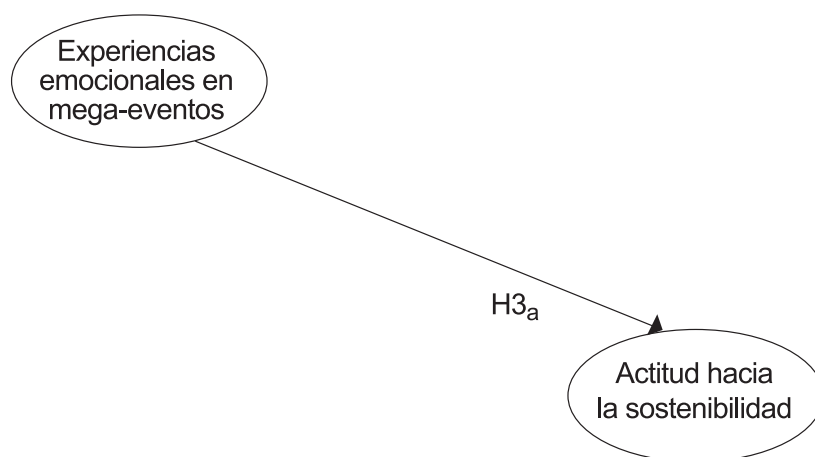 Experiencias
emocionales en
mega-eventos
H3a
Actitud hacia
la sostenibilidad